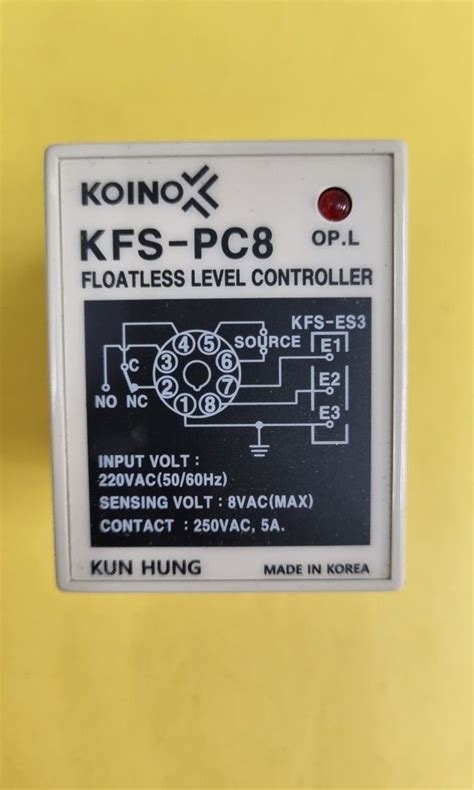 KOINO
KFS-PC8
OP.L
FLOATLESS LEVEL CONTROLLER
KFS-ES3
4 5 SOURCE
3 6 E1
C
2 7 E2
NO NC
1 8 E3
INPUT VOLT :
220VAC(50/60Hz)
SENSING VOLT : 8VAC(MAX)
CONTACT : 250VAC, 5A.
KUN HUNG MADE IN KOREA